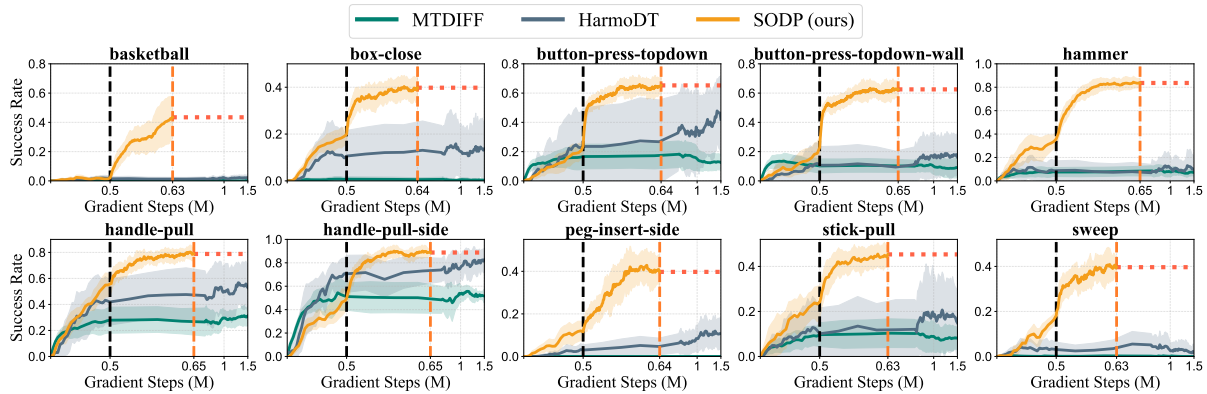 MTDIFF HarmoDT SODP (ours)
basketball box-close button-press-topdown button-press-topdown-wall hammer
Success Rate
0.8 0.6 0.4 0.2 0.0
0.4 0.2 0.0
0.8 0.6 0.4 0.2 0.0
0.8 0.6 0.4 0.2 0.0
1.0 0.8 0.6 0.4 0.2 0.0
0.5 0.63 1 1.5 0.5 0.64 1 1.5 0.5 0.64 1 1.5 0.5 0.65 1 1.5 0.5 0.65 1 1.5
Gradient Steps (M) Gradient Steps (M) Gradient Steps (M) Gradient Steps (M) Gradient Steps (M)
handle-pull handle-pull-side peg-insert-side stick-pull sweep
Success Rate
0.8 0.6 0.4 0.2 0.0
1.0 0.8 0.6 0.4 0.2 0.0
0.4 0.2 0.0
0.4 0.2 0.0
0.4 0.2 0.0
0.5 0.65 1 1.5 0.5 0.65 1 1.5 0.5 0.64 1 1.5 0.5 0.63 1 1.5 0.5 0.63 1 1.5
Gradient Steps (M) Gradient Steps (M) Gradient Steps (M) Gradient Steps (M) Gradient Steps (M)